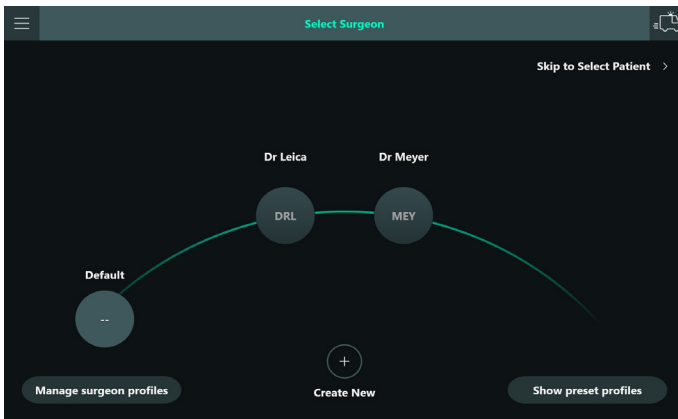 Select Surgeon
Skip to Select Patient
Dr Leica
Dr Meyer
DRL
MEY
Default
--
Manage surgeon profiles
Create New
Show preset profiles